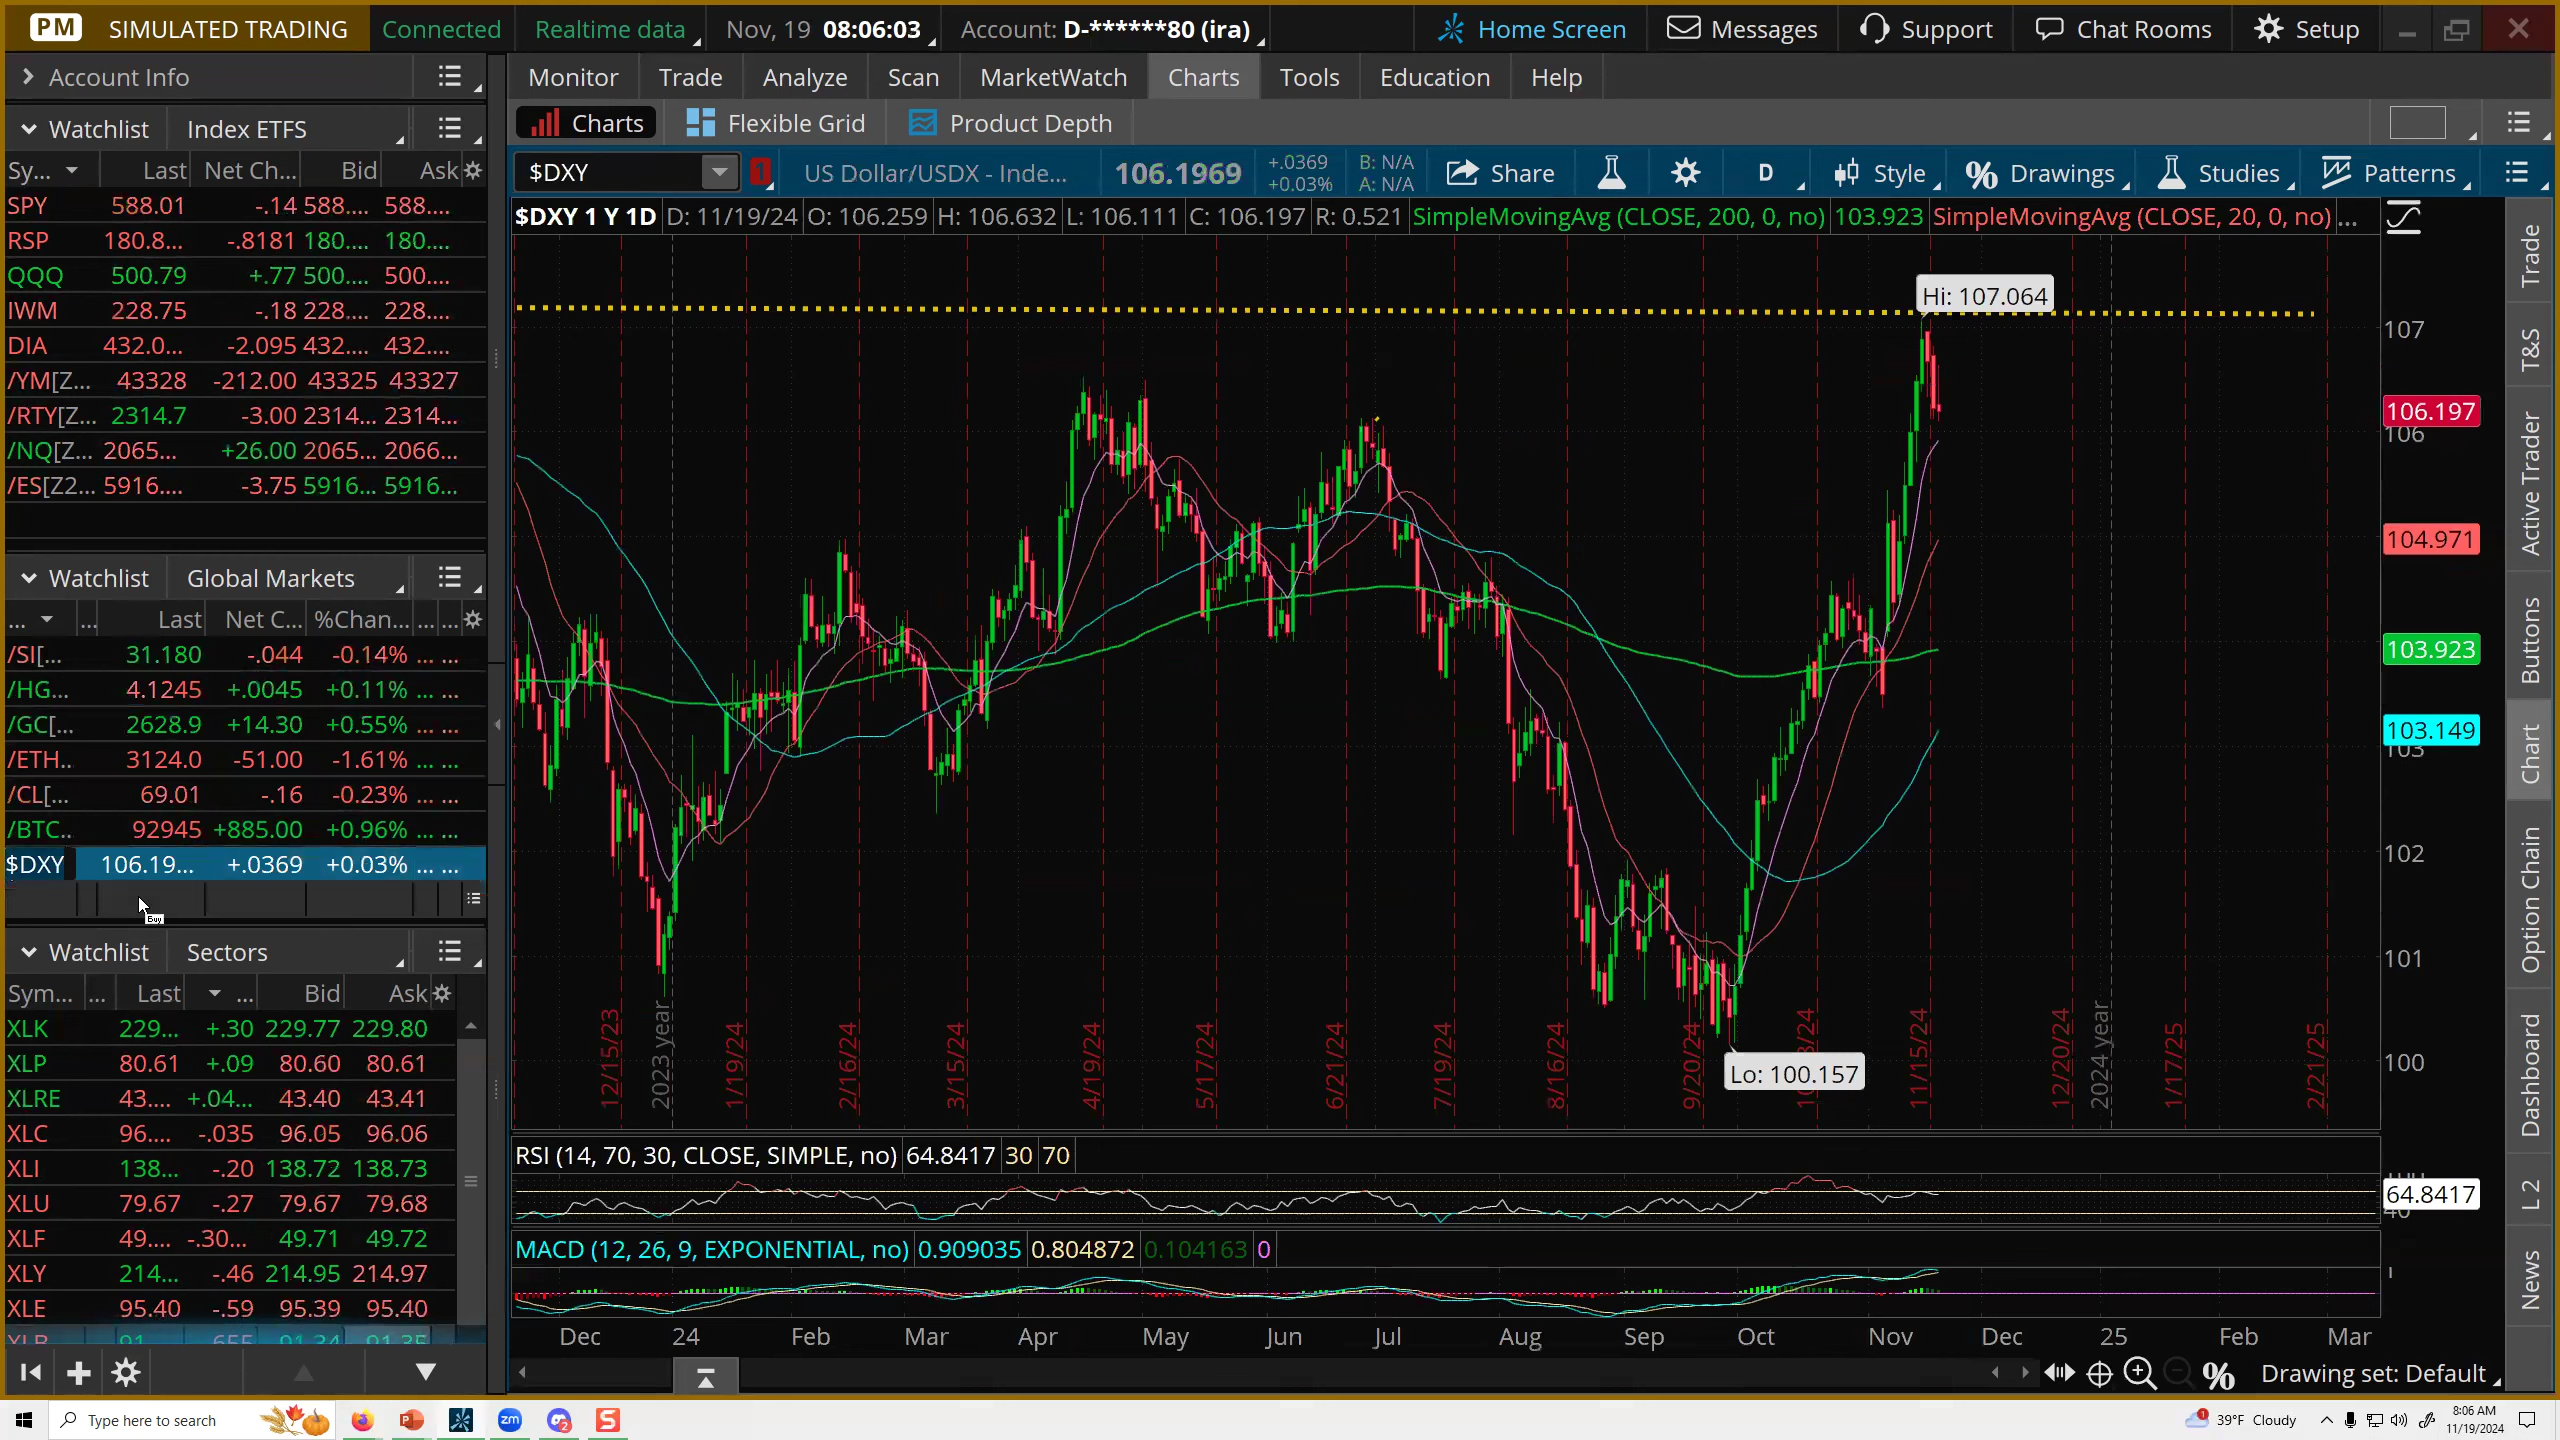 PM SIMULATED TRADING Connected Realtime data Nov, 19 08:06:03 Account: D-******80 (ira) Home Screen Messages Support Chat Rooms Setup
Account Info
Monitor Trade Analyze Scan MarketWatch Charts Tools Education Help
Charts Flexible Grid Product Depth
Watchlist Index ETFS
Sy... Last Net Ch... Bid Ask
SPY 588.01 -.14 588.... 588....
RSP 180.8... -.8181 180.... 180....
QQQ 500.79 +.77 500.... 500....
IWM 228.75 -.18 228.... 228....
DIA 432.0... -2.095 432.... 432....
/YM[Z... 43328 -212.00 43325 43327
/RTY[Z... 2314.7 -3.00 2314... 2314...
/NQ[Z... 2065... +26.00 2065... 2066...
/ES[Z2... 5916.... -3.75 5916... 5916...
Watchlist Global Markets
... Last Net C... %Chan... ... ...
/SI[... 31.180 -.044 -0.14% ... ...
/HG... 4.1245 +.0045 +0.11% ... ...
/GC[... 2628.9 +14.30 +0.55% ... ...
/ETH... 3124.0 -51.00 -1.61% ... ...
/CL[... 69.01 -.16 -0.23% ... ...
/BTC... 92945 +885.00 +0.96% ... ...
$DXY 106.19... +.0369 +0.03% ... ...
Buy
Watchlist Sectors
Sym... ... Last ... Bid Ask
XLK 229... +.30 229.77 229.80
XLP 80.61 +.09 80.60 80.61
XLRE 43.... +.04... 43.40 43.41
XLC 96.... -.035 96.05 96.06
XLI 138... -.20 138.72 138.73
XLU 79.67 -.27 79.67 79.68
XLF 49.... -.30... 49.71 49.72
XLY 214... -.46 214.95 214.97
XLE 95.40 -.59 95.39 95.40
XLB 91.... -.655 91.34 91.35
$DXY 1 US Dollar/USDX - Inde... 106.1969 +.0369 B: N/A Share D Style Drawings Studies Patterns
+0.03% A: N/A
$DXY 1 Y 1D D: 11/19/24 O: 106.259 H: 106.632 L: 106.111 C: 106.197 R: 0.521 SimpleMovingAvg (CLOSE, 200, 0, no) 103.923 SimpleMovingAvg (CLOSE, 20, 0, no) ...
Hi: 107.064
107
106.197
106
104.971
103.923
103.149
103
102
101
100
Lo: 100.157
12/15/23 2023 year 1/19/24 2/16/24 3/15/24 4/19/24 5/17/24 6/21/24 7/19/24 8/16/24 9/20/24 11/15/24 12/20/24 2024 year 1/17/25 2/21/25
RSI (14, 70, 30, CLOSE, SIMPLE, no) 64.8417 30 70
64.8417
MACD (12, 26, 9, EXPONENTIAL, no) 0.909035 0.804872 0.104163 0
Dec 24 Feb Mar Apr May Jun Jul Aug Sep Oct Nov Dec 25 Feb Mar
Drawing set: Default
Trade
T&S
Active Trader
Buttons
Chart
Option Chain
Dashboard
L 2
News
Type here to search
zm
2
S
1 39°F Cloudy
8:06 AM
11/19/2024